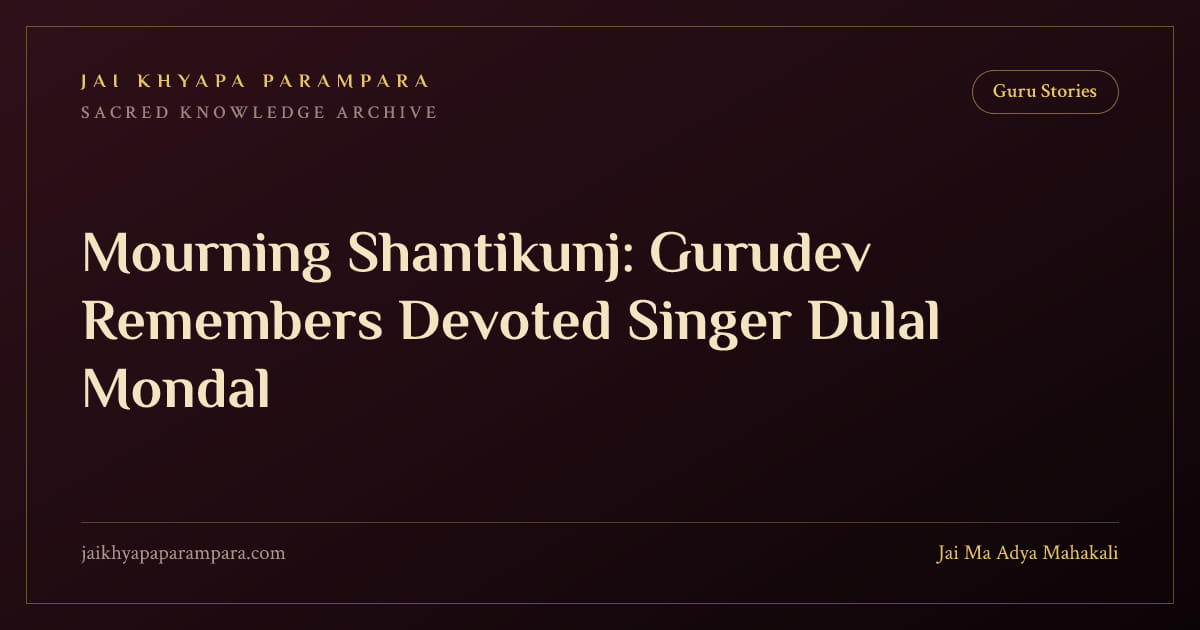 JAI KHYAPA PARAMPARA
SACRED KNOWLEDGE ARCHIVE
Guru Stories
Mourning Shantikunj: Gurudev
Remembers Devoted Singer Dulal
Mondal
jaikhyapaparampara.com
Jai Ma Adya Mahakali